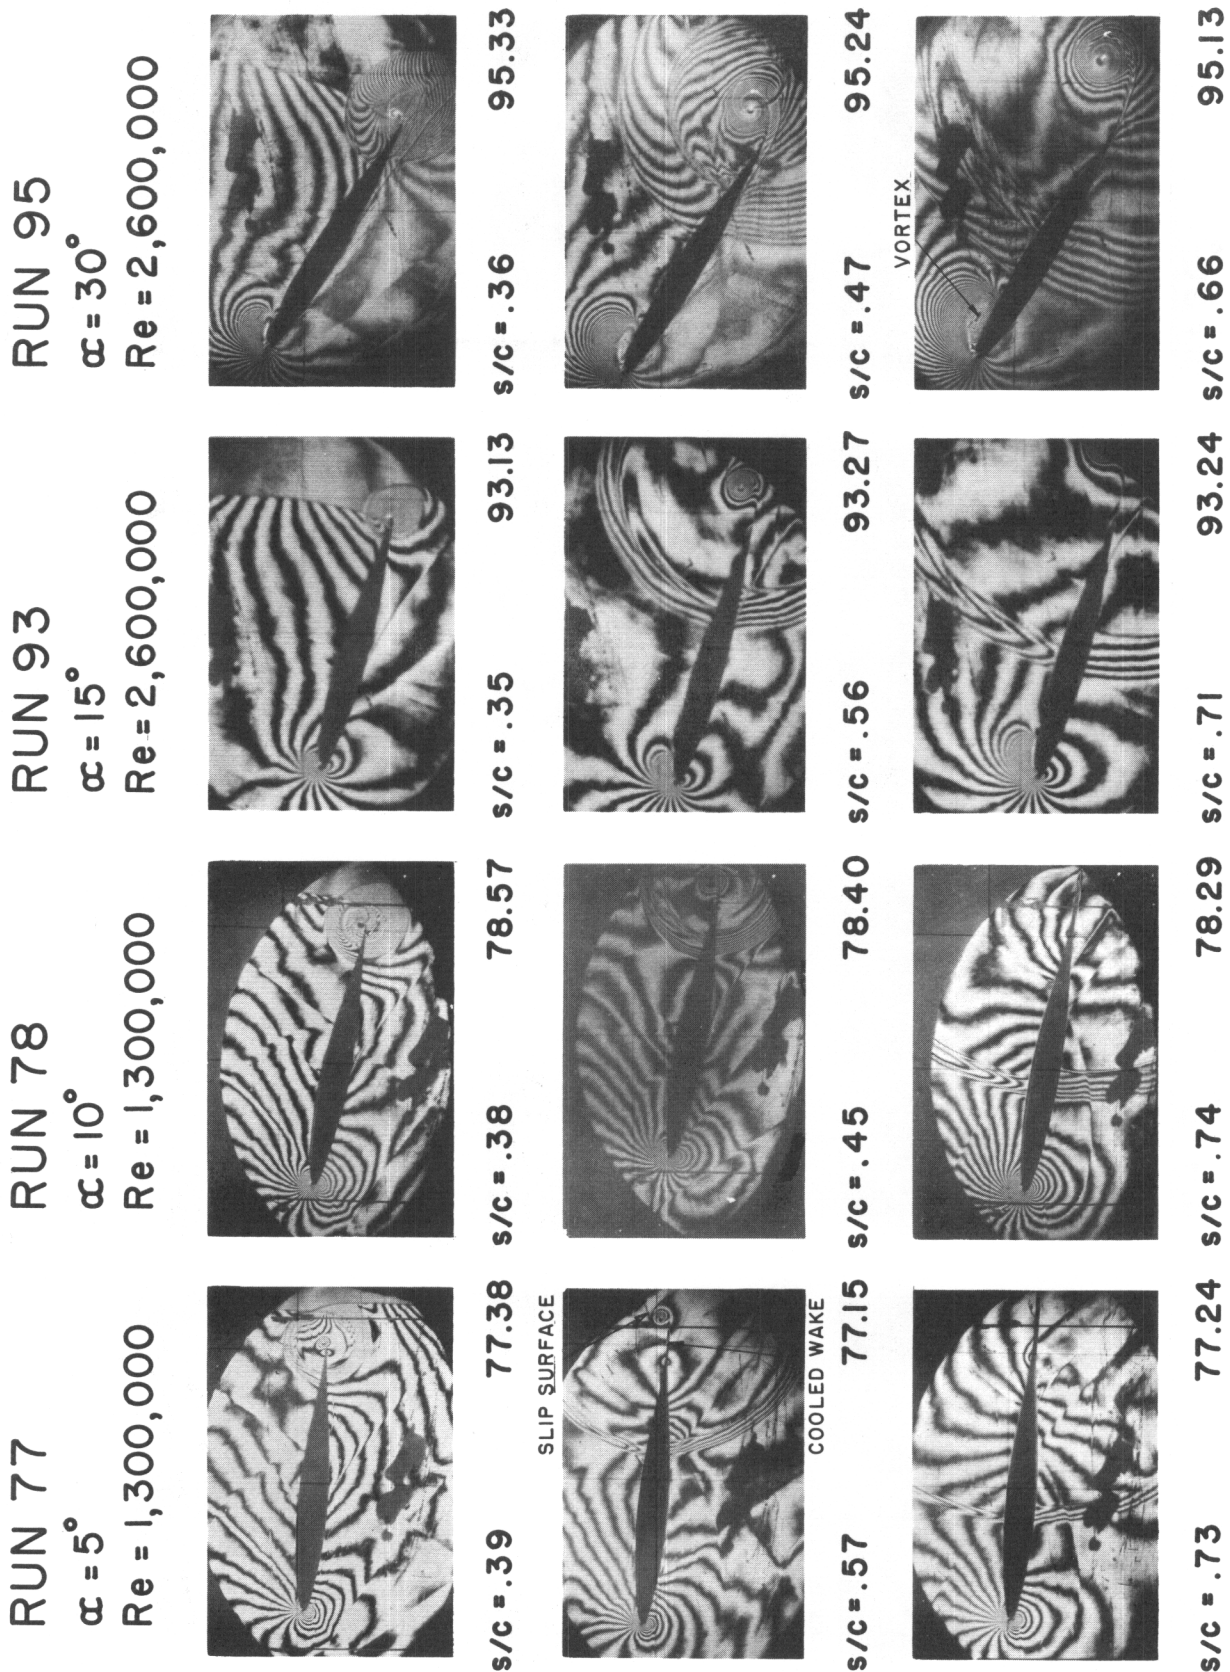 RUN 77
α = 5°
Re = 1,300,000
s/c = .39 77.38
SLIP SURFACE
COOLED WAKE
s/c = .57 77.15
s/c = .73 77.24
RUN 78
α = 10°
Re = 1,300,000
s/c = .38 78.57
s/c = .45 78.40
s/c = .74 78.29
RUN 93
α = 15°
Re = 2,600,000
s/c = .35 93.13
s/c = .56 93.27
s/c = .71 93.24
RUN 95
α = 30°
Re = 2,600,000
s/c = .36 95.33
s/c = .47 95.24
VORTEX
s/c = .66 95.13